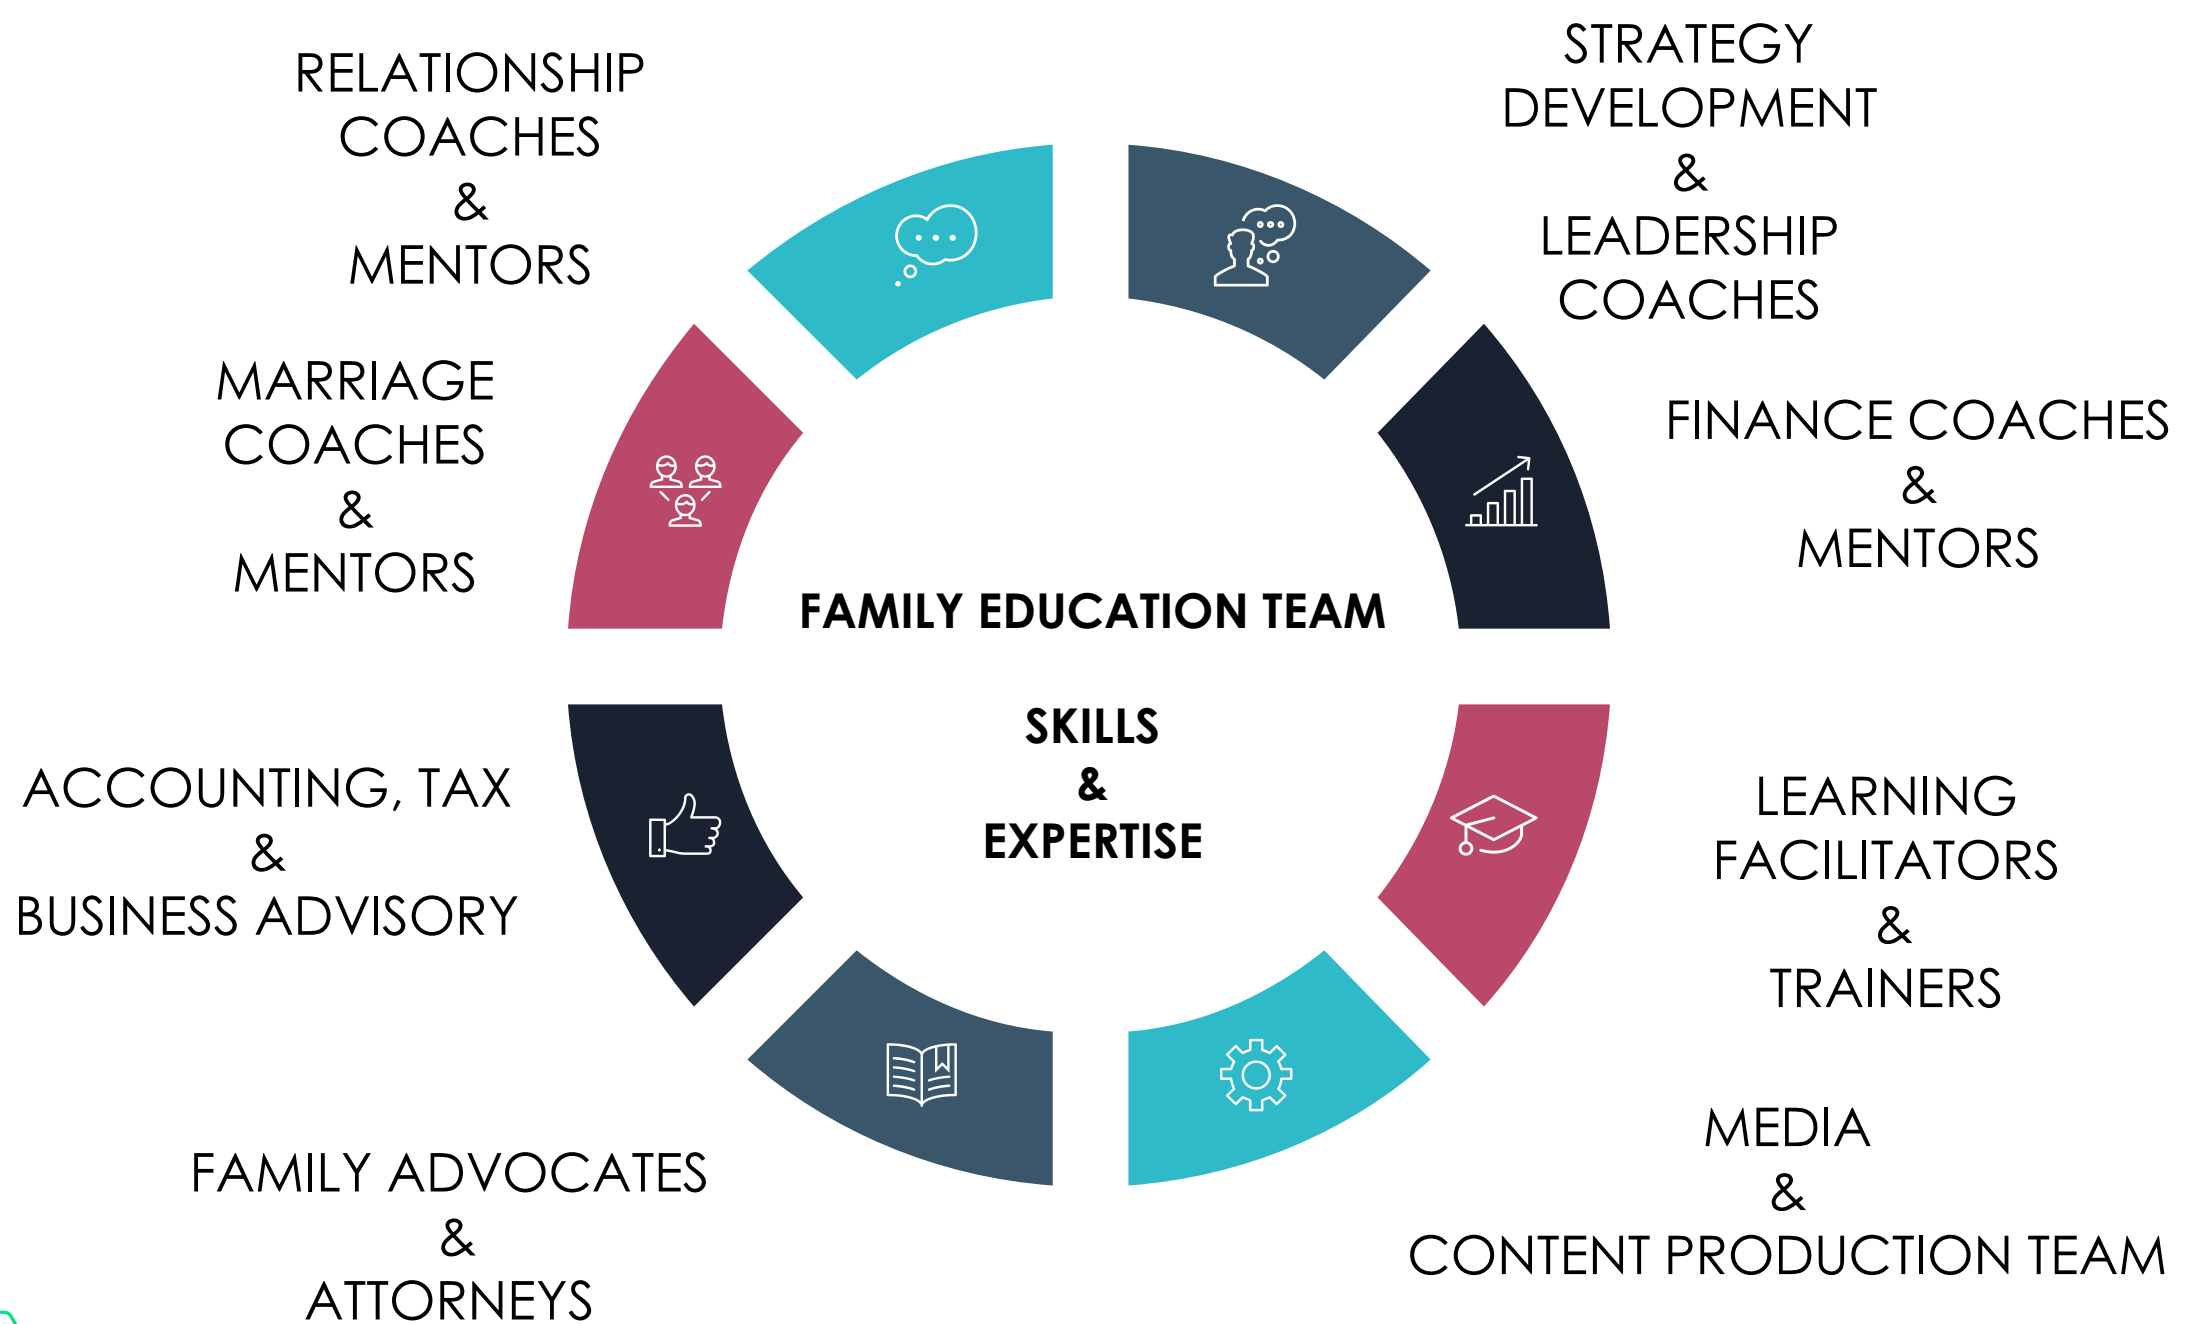 RELATIONSHIP
COACHES
&
MENTORS
STRATEGY
DEVELOPMENT
&
LEADERSHIP
COACHES
MARRIAGE
COACHES
&
MENTORS
FINANCE COACHES
&
MENTORS
FAMILY EDUCATION TEAM
SKILLS
&
EXPERTISE
ACCOUNTING, TAX
&
BUSINESS ADVISORY
LEARNING
FACILITATORS
&
TRAINERS
FAMILY ADVOCATES
&
ATTORNEYS
MEDIA
&
CONTENT PRODUCTION TEAM